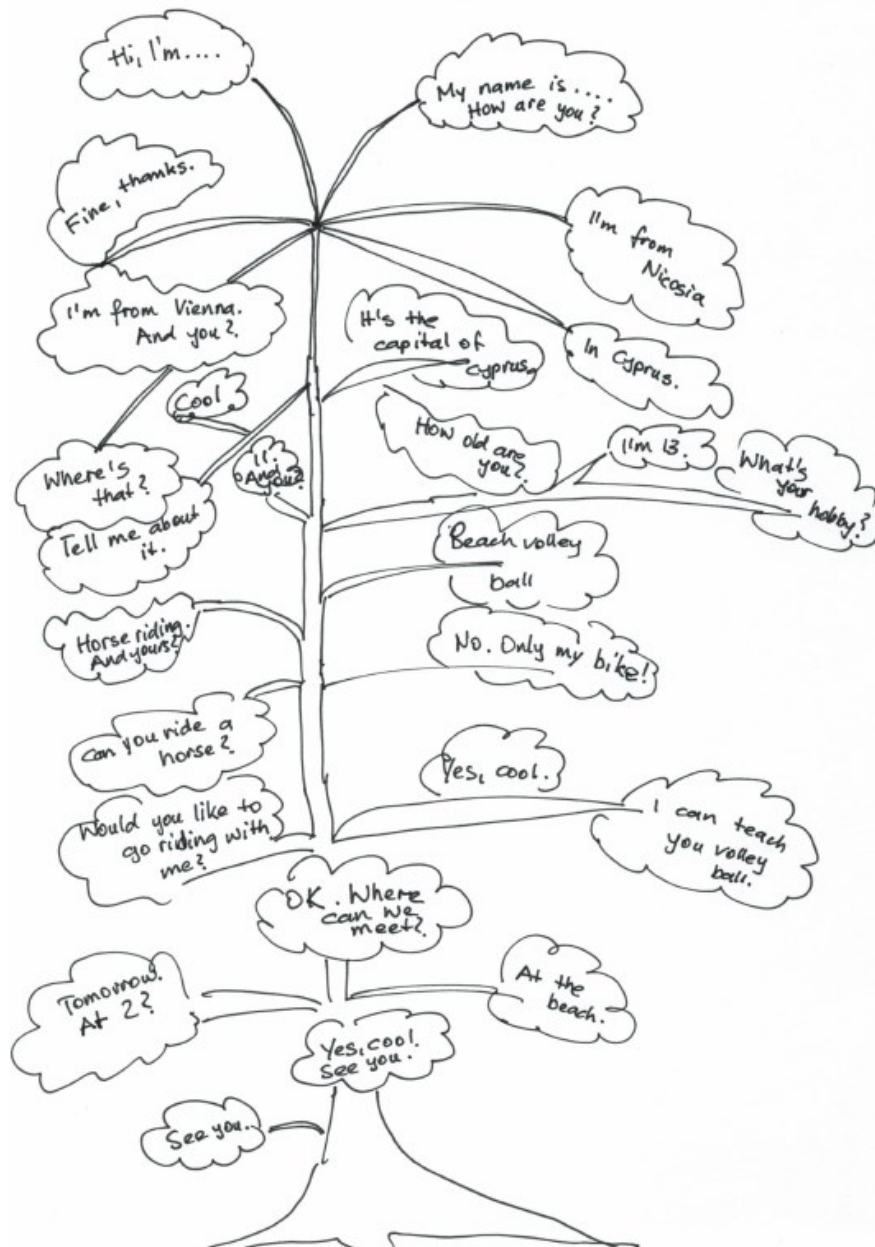 Hi, I'm....
My name is....
How are you?
Fine, thanks.
I'm from
Nicosia
I'm from Vienna.
And you?
It's the
capital of
Cyprus.
In Cyprus.
Cool
How old are
you?
I'm 13.
What's
your
hobby?
Where's
that?
11.
And
you?
Tell me about
it.
Beach volley
ball
Horse riding.
And yours?
No. Only my bike!
Can you ride a
horse?
Yes, cool.
Would you like to
go riding with
me?
I can teach
you volley
ball.
OK. Where
can we
meet?
Tomorrow.
At 2?
At the
beach.
Yes, cool.
See you.
See you.